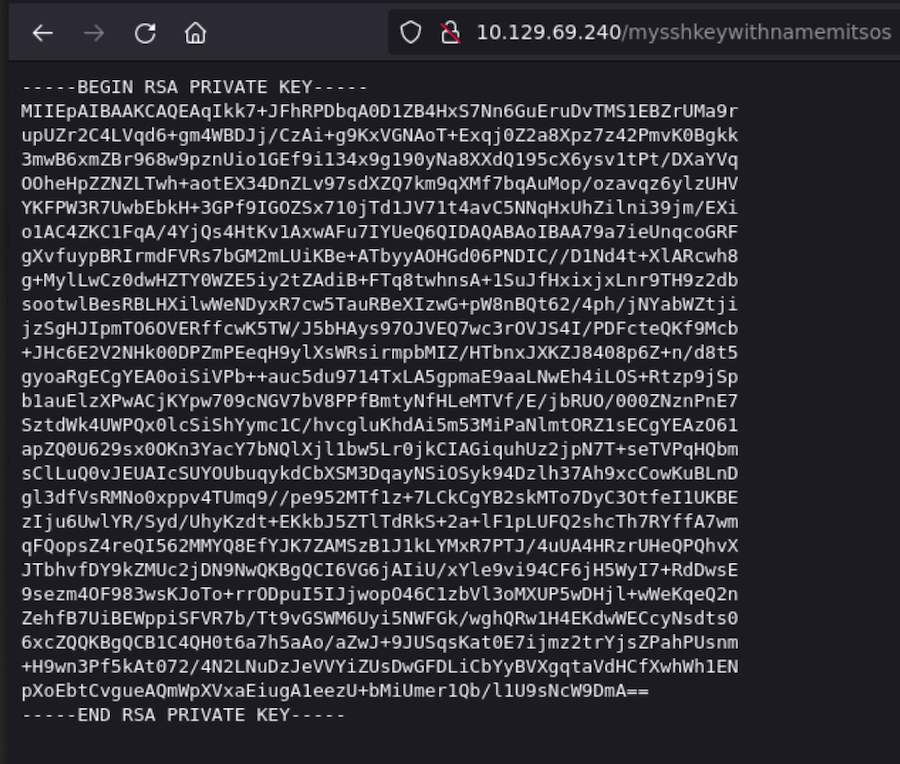 10.129.69.240/mysshkeywithnamemitsos
-----BEGIN RSA PRIVATE KEY-----
MIIEpAIBAAKCAQEAqIkk7+JFhRPDbqA0D1ZB4HxS7Nn6GuEruDvTMS1EBZrUMa9r
upUZr2C4LVqd6+gm4WBDJj/CzAi+g9KxVGNAoT+Exqj0Z2a8Xpz7z42PmvK0Bgkk
3mwB6xmZBr968w9pznUio1GEf9i134x9g190yNa8XXdQ195cX6ysv1tPt/DXaYVq
OOheHpZZNZLTwh+aotEX34DnZLv97sdXZQ7km9qXMf7bqAuMop/ozavqz6ylzUHV
YKFPW3R7UwbEbkH+3GPf9IGOZSx710jTd1JV71t4avC5NNqHxUhZilni39jm/EXi
o1AC4ZKC1FqA/4YjQs4HtKv1AxwAFu7IYUeQ6QIDAQABAoIBAA79a7ieUnqcoGRF
gXvfuypBRIrmdFVRs7bGM2mLUiKBe+ATbyyAOHGd06PNDIC//D1Nd4t+XlARcwh8
g+MylLwCz0dwHZTY0WZE5iy2tZAdiB+FTq8twhnsA+1SuJfHxixjxLnr9TH9z2db
sootwlBesRBLHXilwWeNDyxR7cw5TauRBeXIzwG+pW8nBQt62/4ph/jNYabWZtji
jzSgHJIpmTO6OVERffcwK5TW/J5bHAys97OJVEQ7wc3rOVJS4I/PDFcteQKf9Mcb
+JHc6E2V2NHk00DPZmPEeqH9ylXsWRsirmpbMIZ/HTbnxJXKZJ8408p6Z+n/d8t5
gyoaRgECgYEA0oiSiVPb++auc5du9714TxLA5gpmaE9aaLNwEh4iLOS+Rtzp9jSp
b1auElzXPwACjKYpw709cNGV7bV8PPfBmtyNfHLeMTVf/E/jbRUO/000ZNznPnE7
SztdWk4UWPQx0lcSiShYymc1C/hvcgluKhdAi5m53MiPaNlmtORZ1sECgYEAzO61
apZQ0U629sx0OKn3YacY7bNQlXjl1bw5Lr0jkCIAGiquhUz2jpN7T+seTVPqHQbm
sClLuQ0vJEUAIcSUYOUbuqykdCbXSM3DqayNSiOSyk94Dzlh37Ah9xcCowKuBLnD
gl3dfVsRMNo0xppv4TUmq9//pe952MTf1z+7LCkCgYB2skMTo7DyC3OtfeI1UKBE
zIju6UwlYR/Syd/UhyKzdt+EKkbJ5ZTlTdRkS+2a+lF1pLUFQ2shcTh7RYffA7wm
qFQopsZ4reQI562MMYQ8EfYJK7ZAMSzB1J1kLYMxR7PTJ/4uUA4HRzrUHeQPQhvX
JTbhvfDY9kZMUc2jDN9NwQKBgQCI6VG6jAIiU/xYle9vi94CF6jH5WyI7+RdDwsE
9sezm4OF983wsKJoTo+rrODpuI5IJjwopO46C1zbVl3oMXUP5wDHjl+wWeKqeQ2n
ZehfB7UiBEWppiSFVR7b/Tt9vGSWM6Uyi5NWFGk/wghQRw1H4EKdwWECcyNsdts0
6xcZQQKBgQCB1C4QH0t6a7h5aAo/aZwJ+9JUSqsKat0E7ijmz2trYjsZPahPUsnm
+H9wn3Pf5kAt072/4N2LNuDzJeVVYiZUsDwGFDLiCbYyBVXgqtaVdHCfXwhWh1EN
pXoEbtCvgueAQmWpXVxaEiugA1eezU+bMiUmer1Qb/l1U9sNcW9DmA==
-----END RSA PRIVATE KEY-----